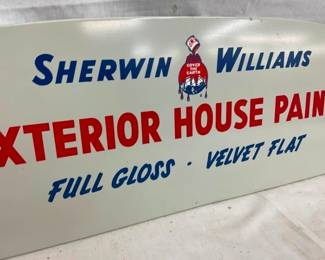 SHERWIN WILLIAMS
COVER THE EARTH
XTERIOR HOUSE PAIN
FULL GLOSS · VELVET FLAT